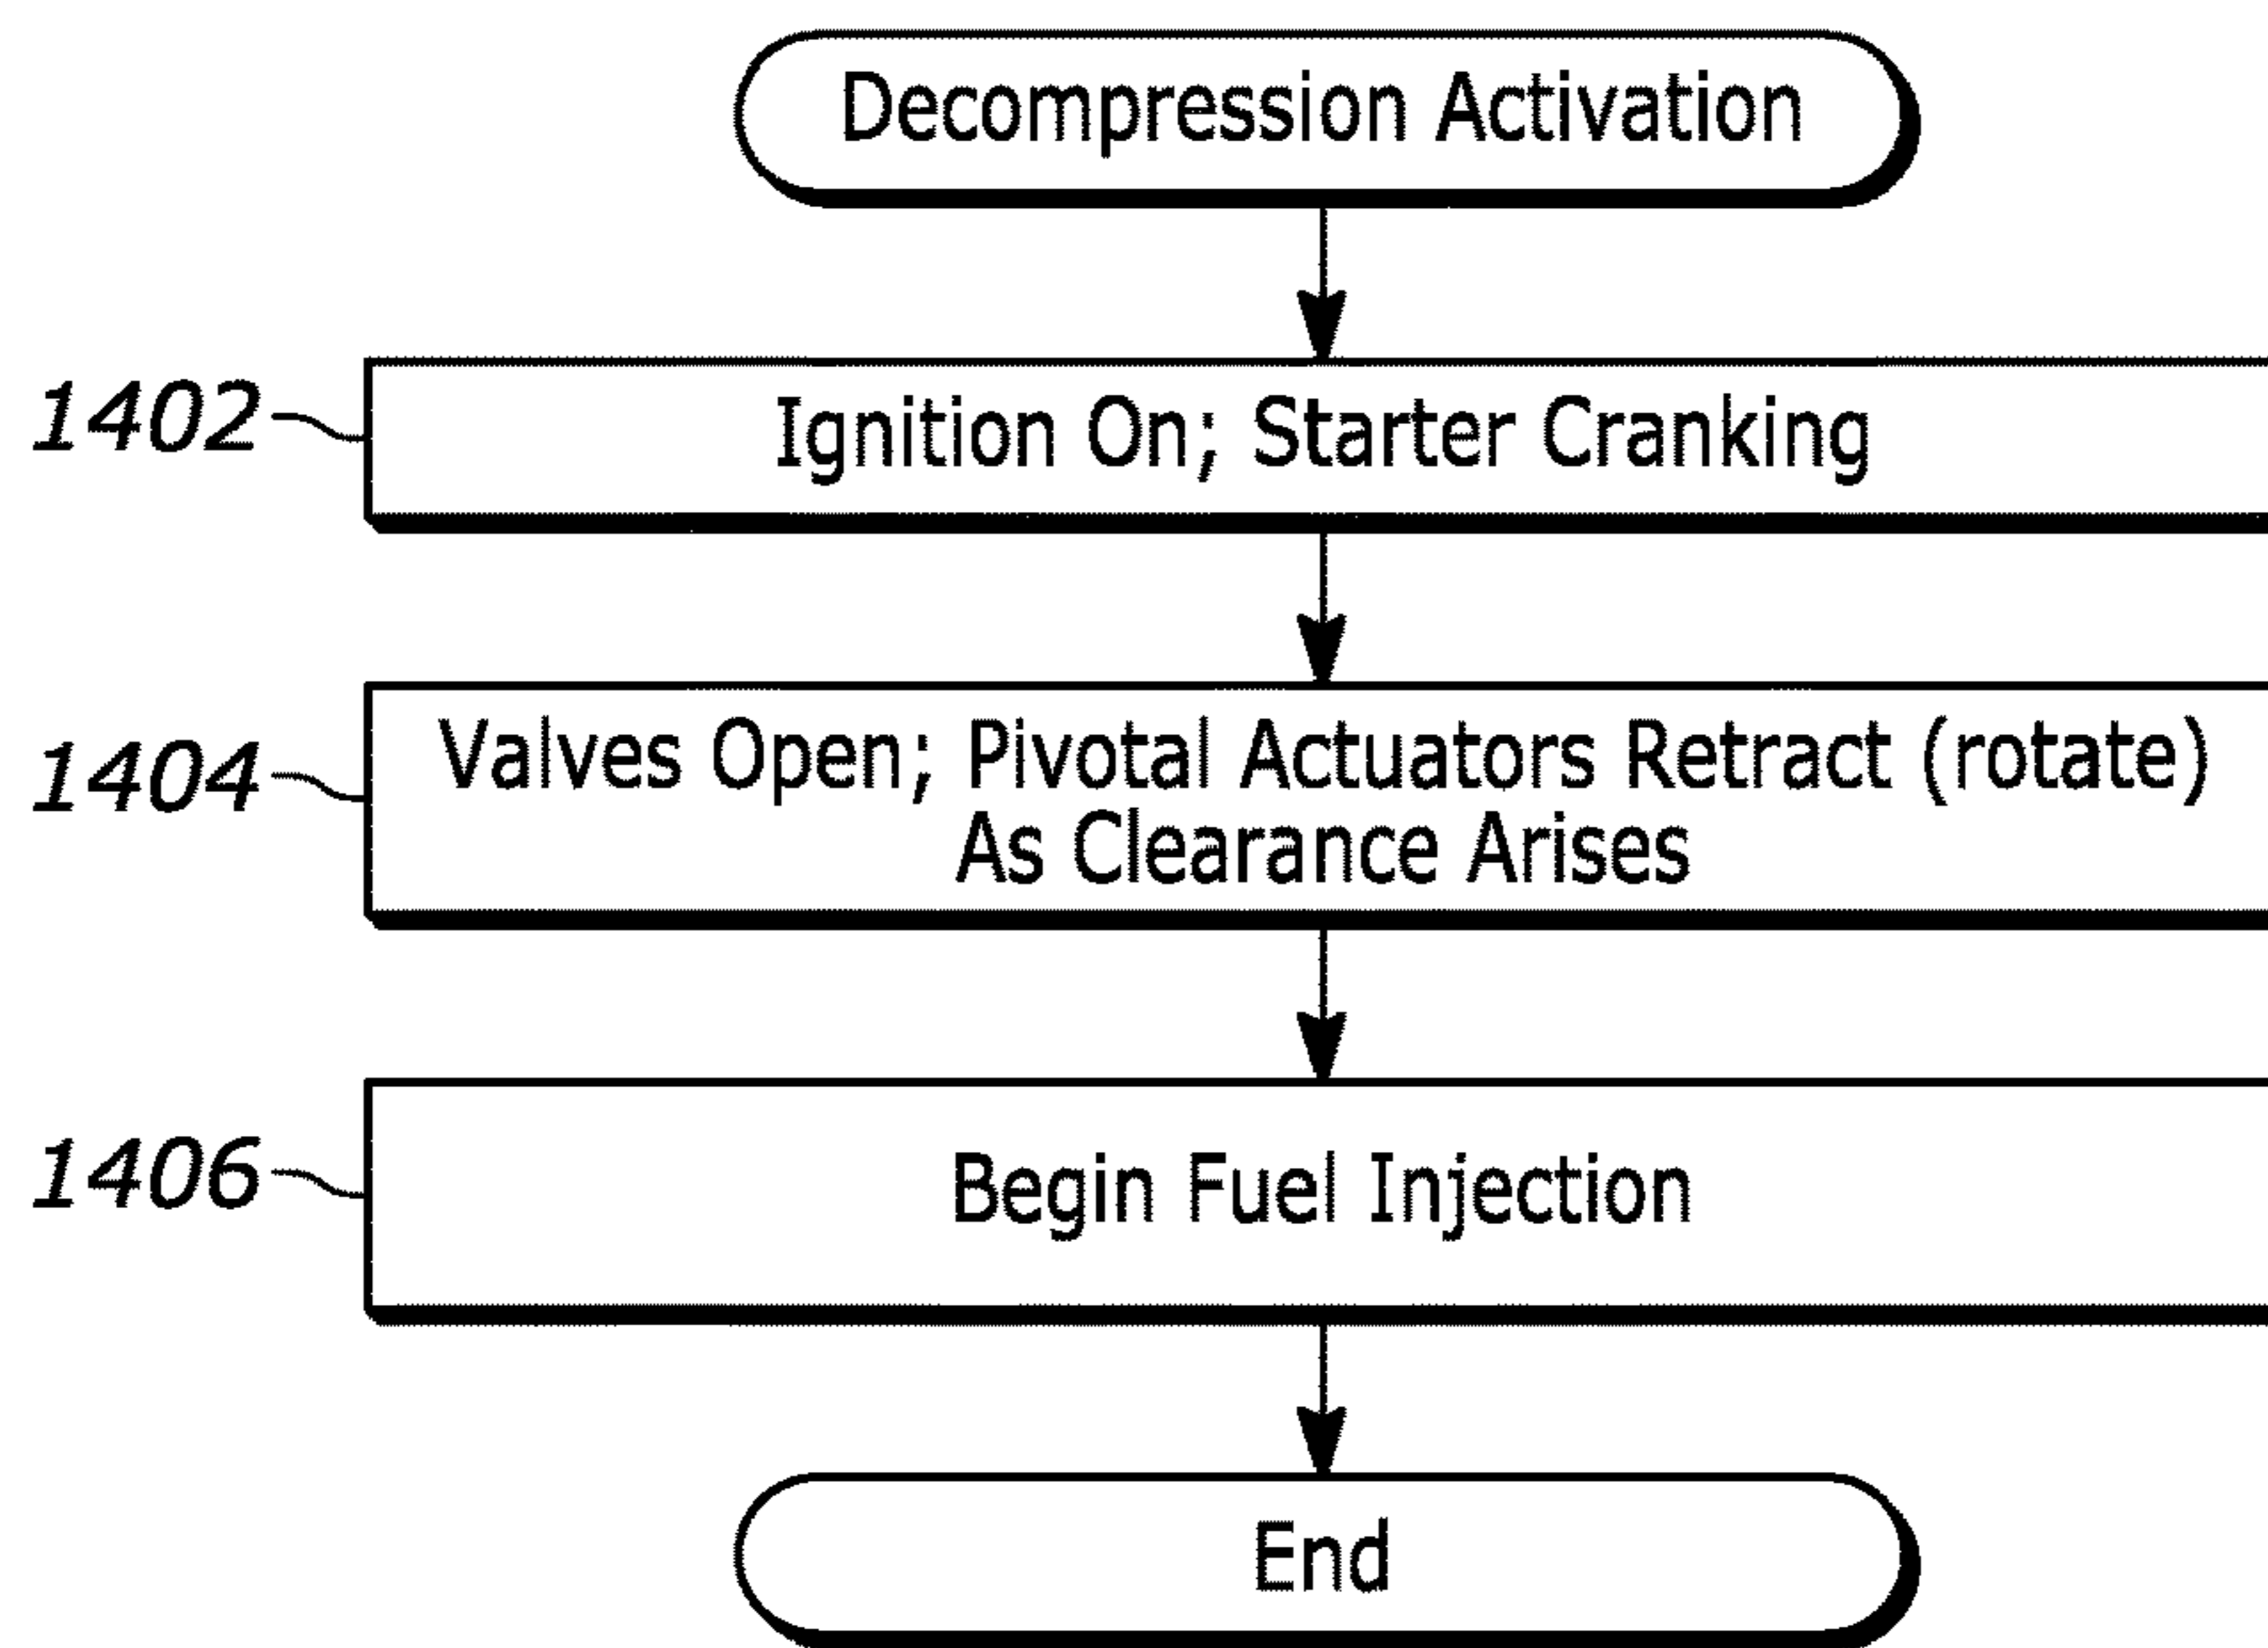 Decompression Activation
1402
Ignition On; Starter Cranking
1404
Valves Open; Pivotal Actuators Retract (rotate)
As Clearance Arises
1406
Begin Fuel Injection
End